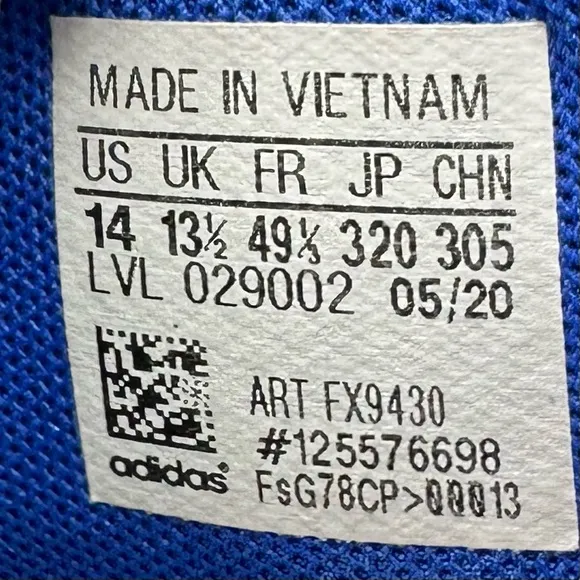 MADE IN VIETNAM
US UK FR JP CHN
14 13½ 49⅓ 320 305
LVL 029002 05/20
ART FX9430
#125576698
adidas®
FsG78CP>00013